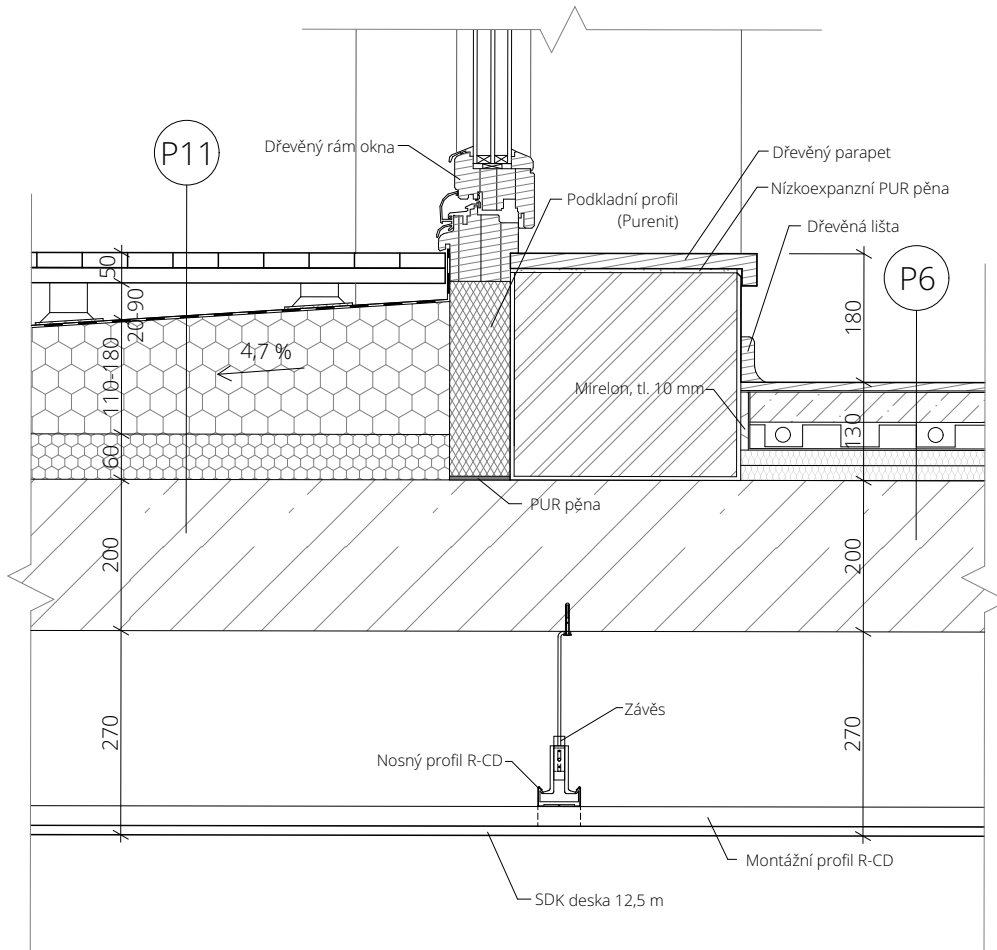 P11
Dřevěný rám okna
Dřevěný parapet
Nízkoexpanzní PUR pěna
Podkladní profil
(Purenit)
Dřevěná lišta
P6
50
20-90
180
4,7 %
110-180
Mirelon, tl. 10 mm
130
60
PUR pěna
200
200
Závěs
270
270
Nosný profil R-CD
Montážní profil R-CD
SDK deska 12,5 m